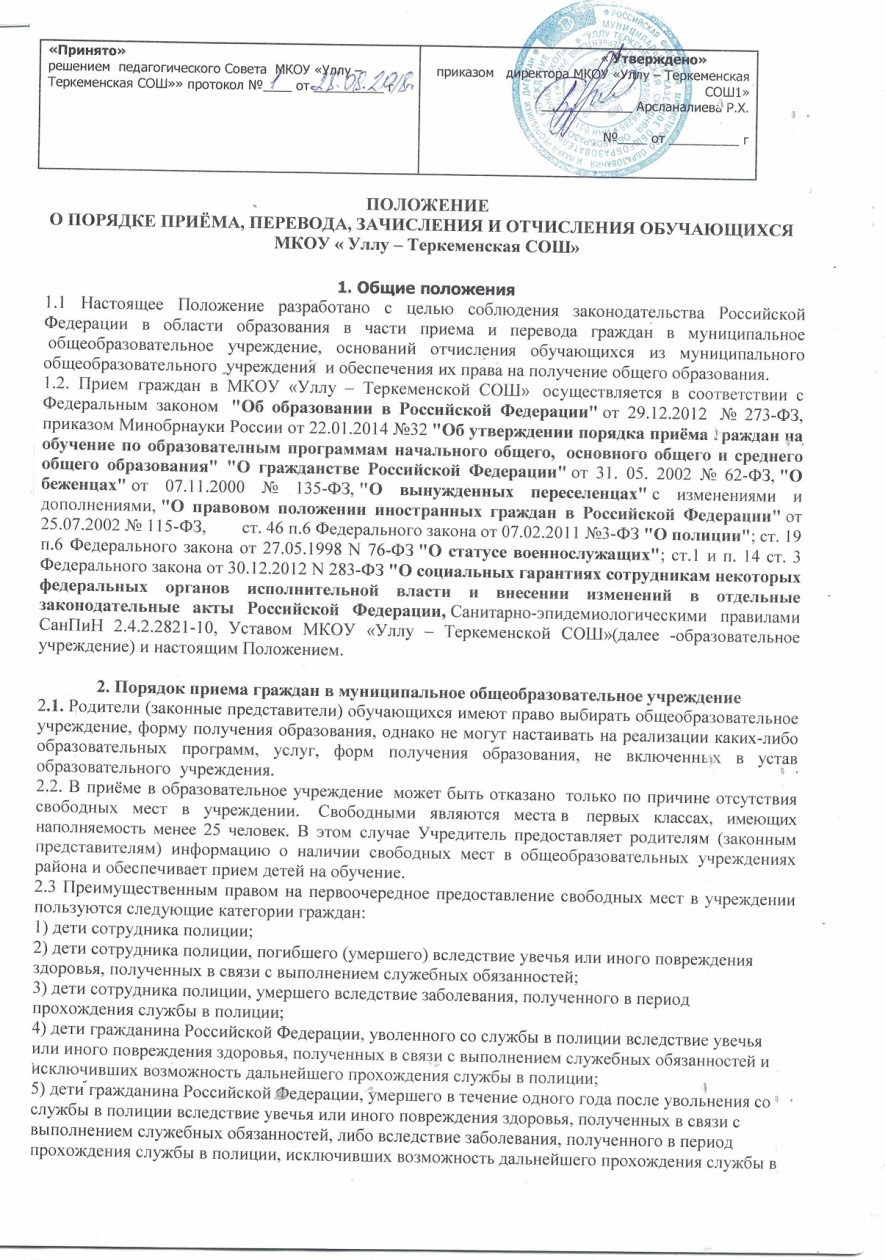 «Принято»
решением педагогического Совета МКОУ «Уллу –
Теркеменская СОШ»» протокол № 1 от 28.08.2018г
«Утверждено»
приказом директора МКОУ «Уллу – Теркеменская
СОШ1»
Арсланалиева Р.Х.
№ от г
ПОЛОЖЕНИЕ
О ПОРЯДКЕ ПРИЁМА, ПЕРЕВОДА, ЗАЧИСЛЕНИЯ И ОТЧИСЛЕНИЯ ОБУЧАЮЩИХСЯ
МКОУ « Уллу – Теркеменская СОШ»
1. Общие положения
1.1 Настоящее Положение разработано с целью соблюдения законодательства Российской
Федерации в области образования в части приема и перевода граждан в муниципальное
общеобразовательное учреждение, оснований отчисления обучающихся из муниципального
общеобразовательного учреждения и обеспечения их права на получение общего образования.
1.2. Прием граждан в МКОУ «Уллу – Теркеменской СОШ» осуществляется в соответствии с
Федеральным законом "Об образовании в Российской Федерации" от 29.12.2012 № 273-ФЗ,
приказом Минобрнауки России от 22.01.2014 №32 "Об утверждении порядка приёма граждан на
обучение по образователным программам начального общего, основного общего и среднего
общего образования" "О гражданстве Российской Федерации" от 31. 05. 2002 № 62-ФЗ, "О
беженцах" от 07.11.2000 № 135-ФЗ, "О вынужденных переселенцах" с изменениями и
дополнениями, "О правовом положении иностранных граждан в Российской Федерации" от
25.07.2002 № 115-ФЗ, ст. 46 п.6 Федерального закона от 07.02.2011 №3-ФЗ "О полиции"; ст. 19
п.6 Федерального закона от 27.05.1998 N 76-ФЗ "О статусе военнослужащих"; ст.1 и п. 14 ст. 3
Федерального закона от 30.12.2012 N 283-ФЗ "О социальных гарантиях сотрудникам некоторых
федеральных органов исполнительной власти и внесении изменений в отдельные
законодательные акты Российской Федерации, Санитарно-эпидемиологическими правилами
СанПиН 2.4.2.2821-10, Уставом МКОУ «Уллу – Теркеменской СОШ»(далее -образовательное
учреждение) и настоящим Положением.
2. Порядок приема граждан в муниципальное общеобразовательное учреждение
2.1. Родители (законные представители) обучающихся имеют право выбирать общеобразовательное
учреждение, форму получения образования, однако не могут настаивать на реализации каких-либо
образовательных программ, услуг, форм получения образования, не включенных в устав
образовательного учреждения.
2.2. В приёме в образовательное учреждение может быть отказано только по причине отсутствия
свободных мест в учреждении. Свободными являются места в первых классах, имеющих
наполняемость менее 25 человек. В этом случае Учредитель предоставляет родителям (законным
представителям) информацию о наличии свободных мест в общеобразовательных учреждениях
района и обеспечивает прием детей на обучение.
2.3 Преимущественным правом на первоочередное предоставление свободных мест в учреждении
пользуются следующие категории граждан:
1) дети сотрудника полиции;
2) дети сотрудника полиции, погибшего (умершего) вследствие увечья или иного повреждения
здоровья, полученных в связи с выполнением служебных обязанностей;
3) дети сотрудника полиции, умершего вследствие заболевания, полученного в период
прохождения службы в полиции;
4) дети гражданина Российской Федерации, уволенного со службы в полиции вследствие увечья
или иного повреждения здоровья, полученных в связи с выполнением служебных обязанностей и
исключивших возможность дальнейшего прохождения службы в полиции;
5) дети гражданина Российской Федерации, умершего в течение одного года после увольнения со
службы в полиции вследствие увечья или иного повреждения здоровья, полученных в связи с
выполнением служебных обязанностей, либо вследствие заболевания, полученного в период
прохождения службы в полиции, исключивших возможность дальнейшего прохождения службы в